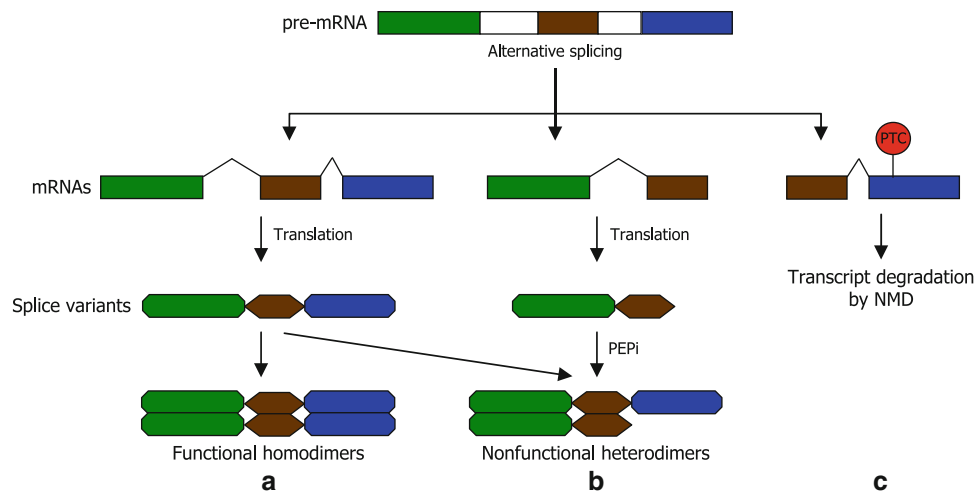 pre-mRNA
Alternative splicing
PTC
mRNAs
Translation
Translation
Transcript degradation
by NMD
Splice variants
PEPi
Functional homodimers
Nonfunctional heterodimers
a
b
c